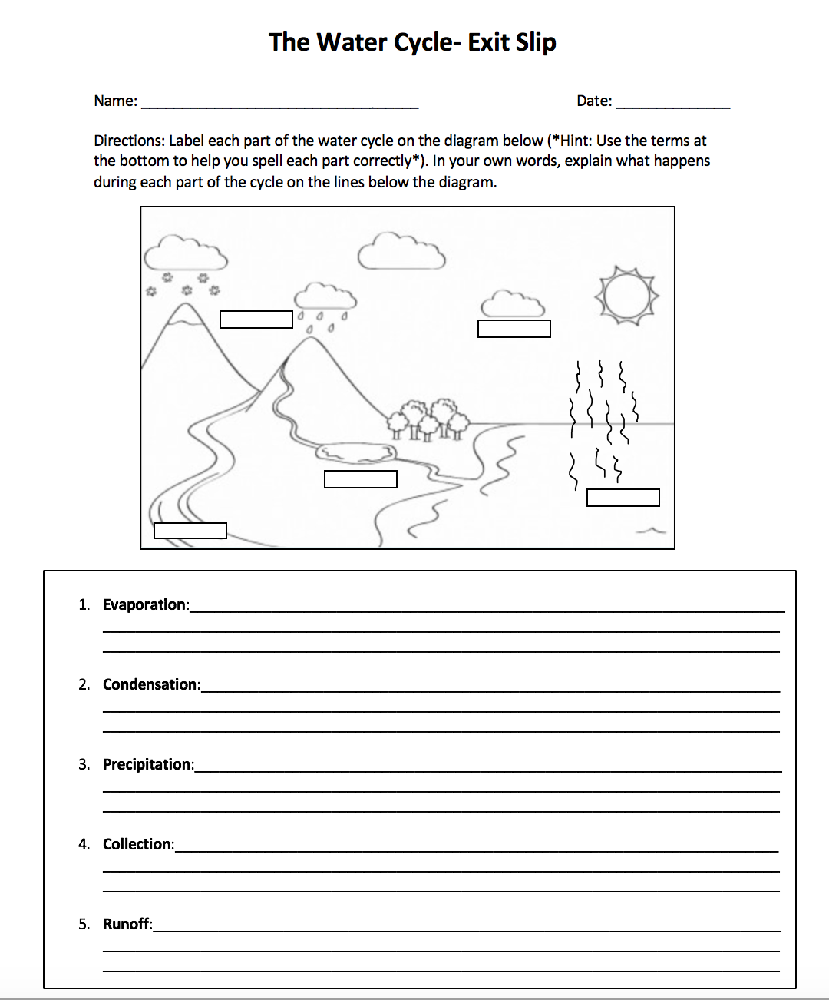 The Water Cycle- Exit Slip
Name: Date:
Directions: Label each part of the water cycle on the diagram below (*Hint: Use the terms at
the bottom to help you spell each part correctly*). In your own words, explain what happens
during each part of the cycle on the lines below the diagram.
1. Evaporation:
2. Condensation:
3. Precipitation:
4. Collection:
5. Runoff: